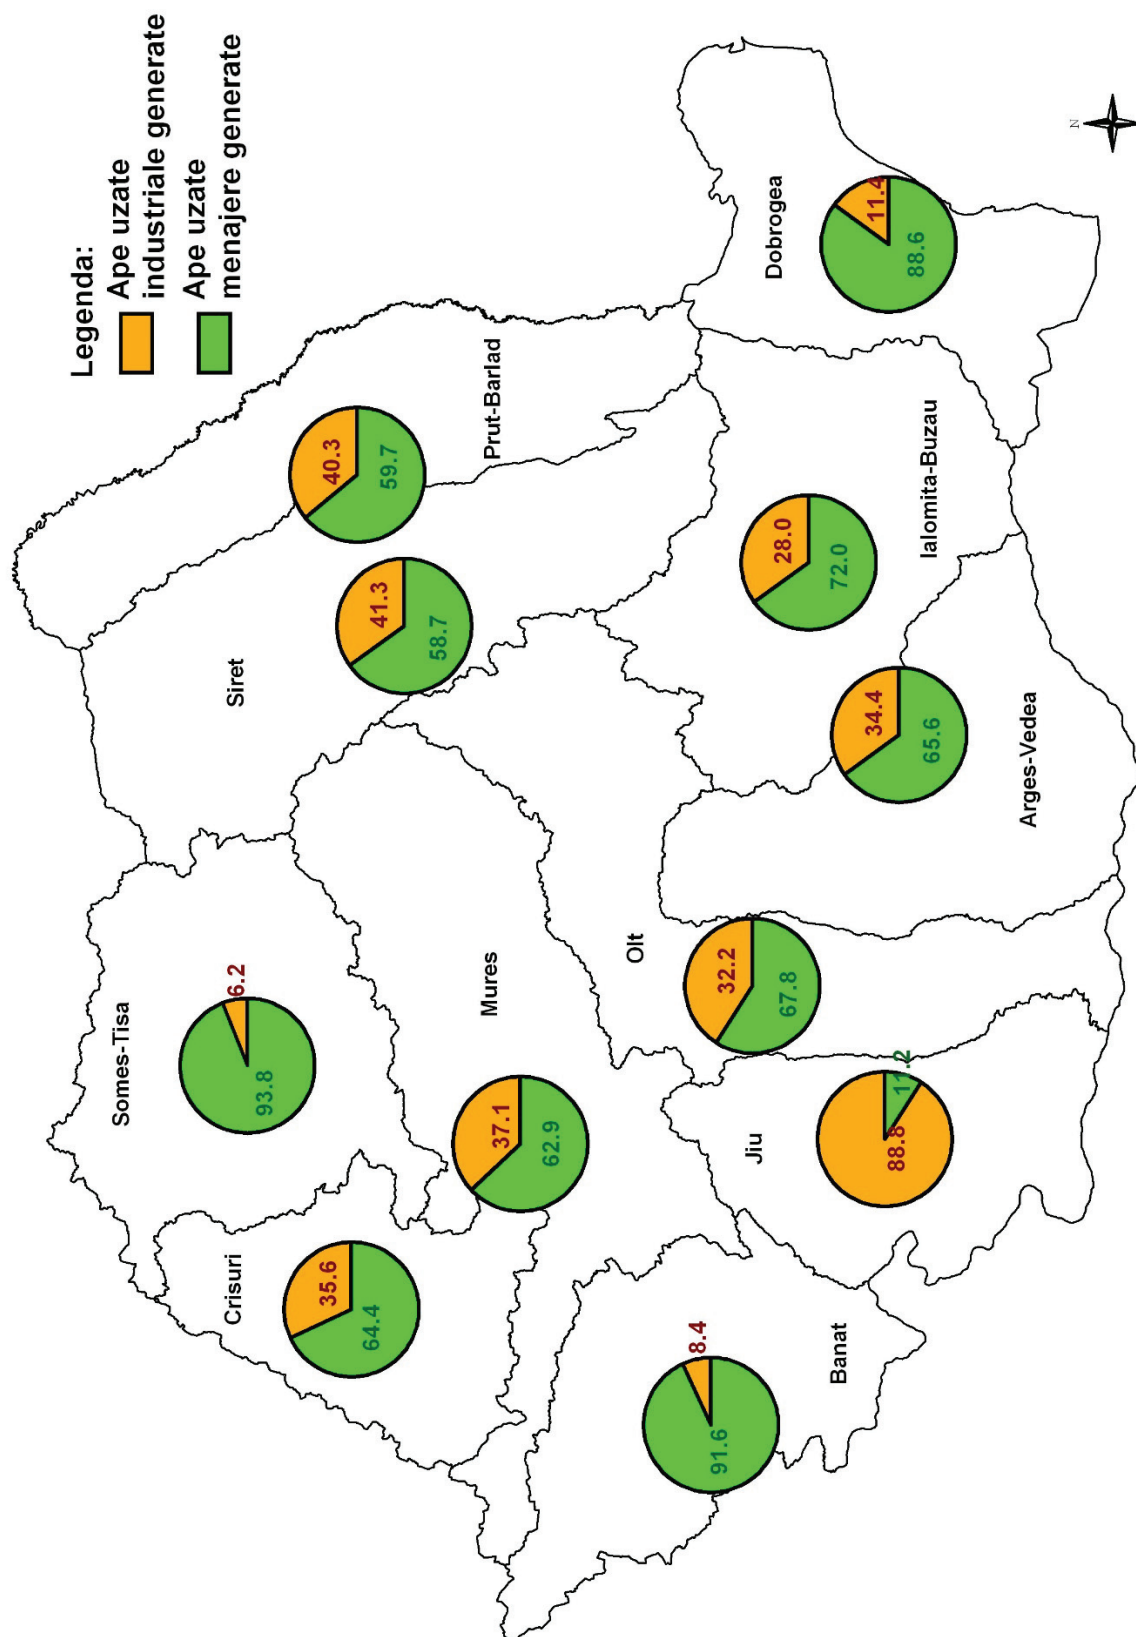 Legenda:
Ape uzate
industriale generate
Ape uzate
menajere generate
Somes-Tisa
6.2
93.8
Crisuri
35.6
64.4
Siret
41.3
58.7
Prut-Barlad
40.3
59.7
Mures
37.1
62.9
Banat
8.4
91.6
Jiu
11.2
88.8
Olt
32.2
67.8
Arges-Vedea
34.4
65.6
Ialomita-Buzau
28.0
72.0
Dobrogea
11.4
88.6
N